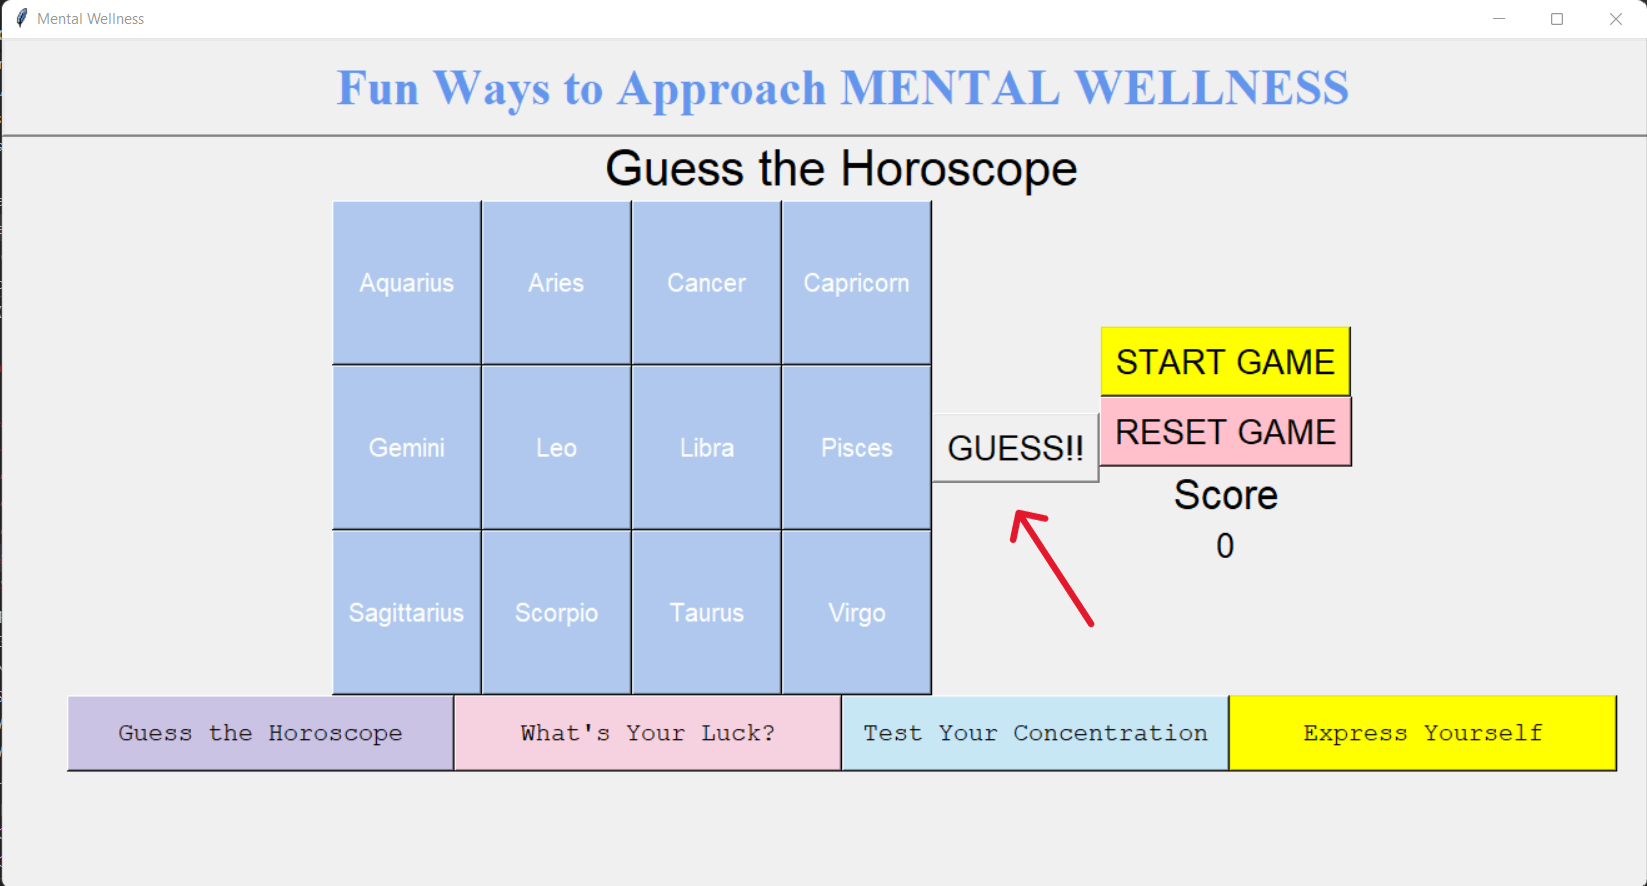 Mental Wellness
Fun Ways to Approach MENTAL WELLNESS
Guess the Horoscope
Aquarius Aries Cancer Capricorn
START GAME
Gemini Leo Libra Pisces
GUESS!!
RESET GAME
Score
0
Sagittarius Scorpio Taurus Virgo
Guess the Horoscope What's Your Luck? Test Your Concentration Express Yourself